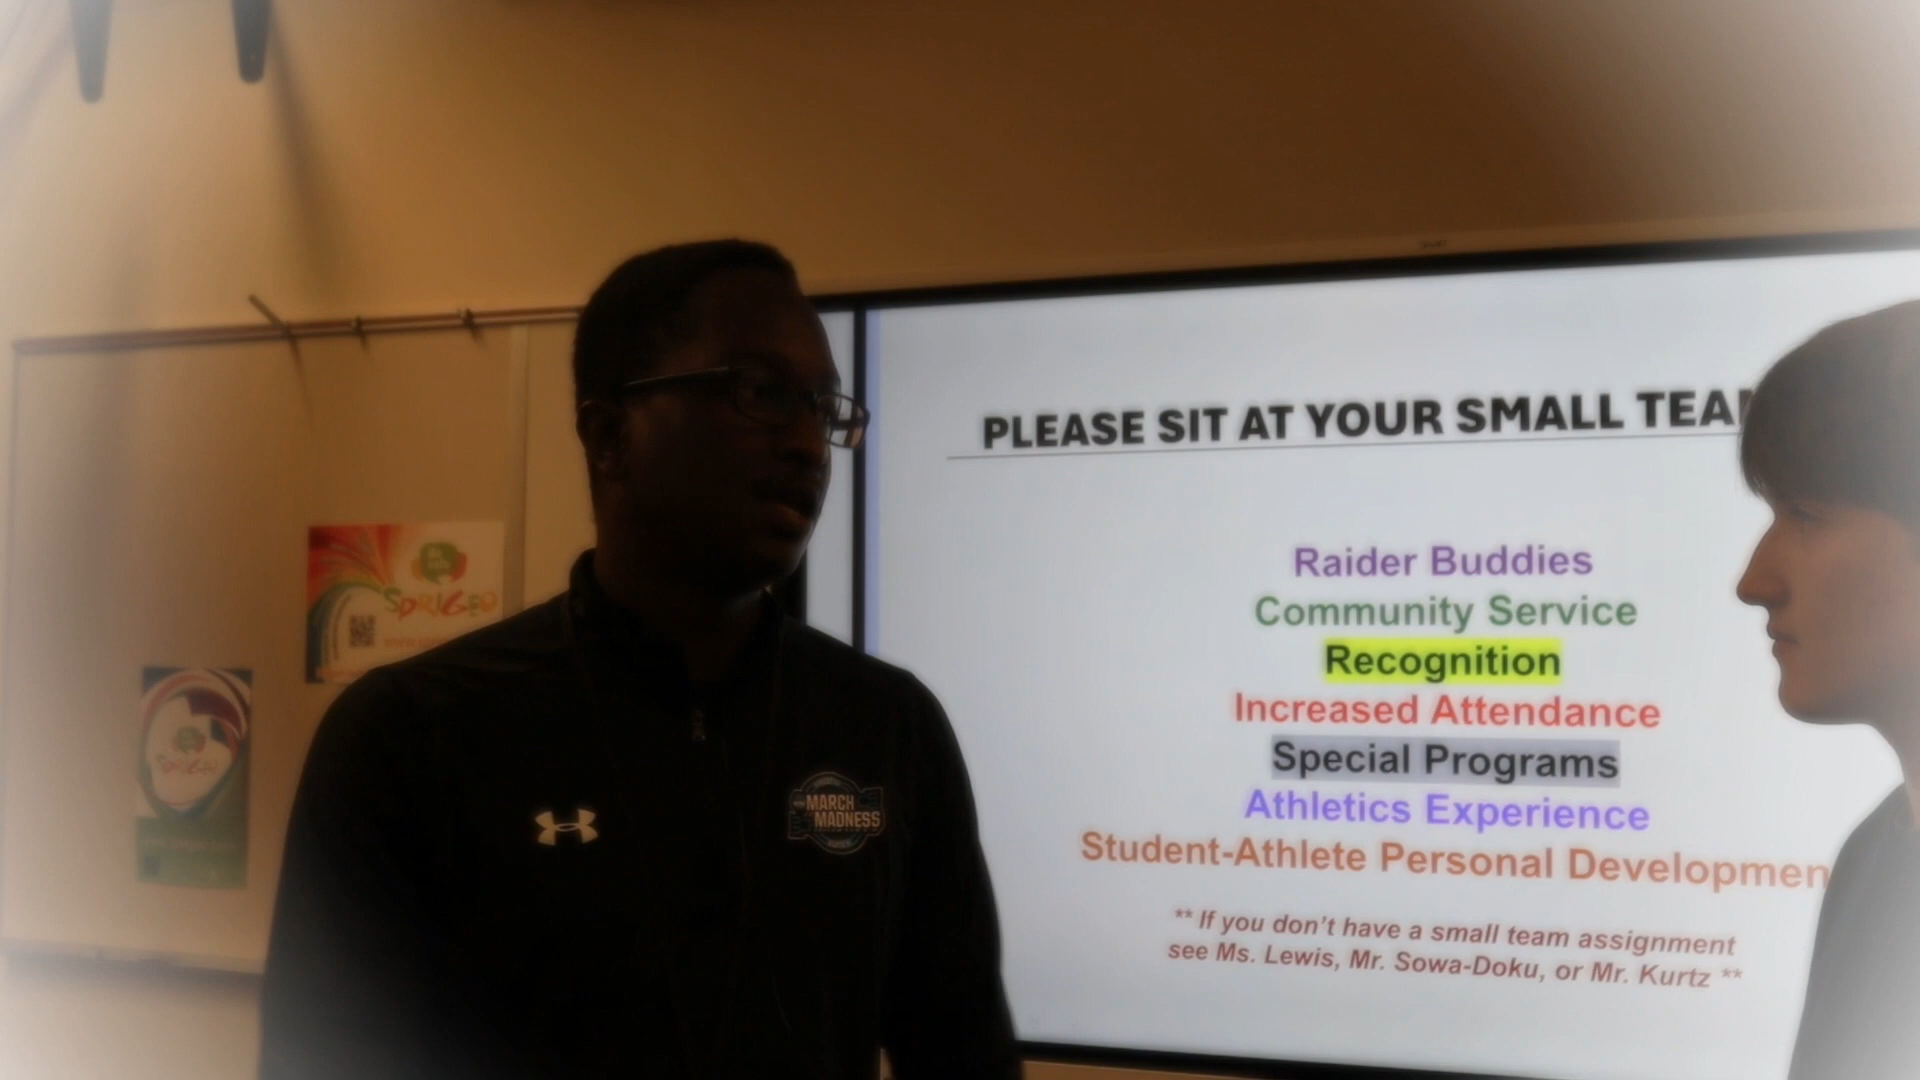 PLEASE SIT AT YOUR SMALL TEA
Raider Buddies
Community Service
Recognition
Increased Attendance
Special Programs
Athletics Experience
Student-Athlete Personal Developmen
** If you don't have a small team assignment
see Ms. Lewis, Mr. Sowa-Doku, or Mr. Kurtz **
SPRIGEO
MARCH
MADNESS